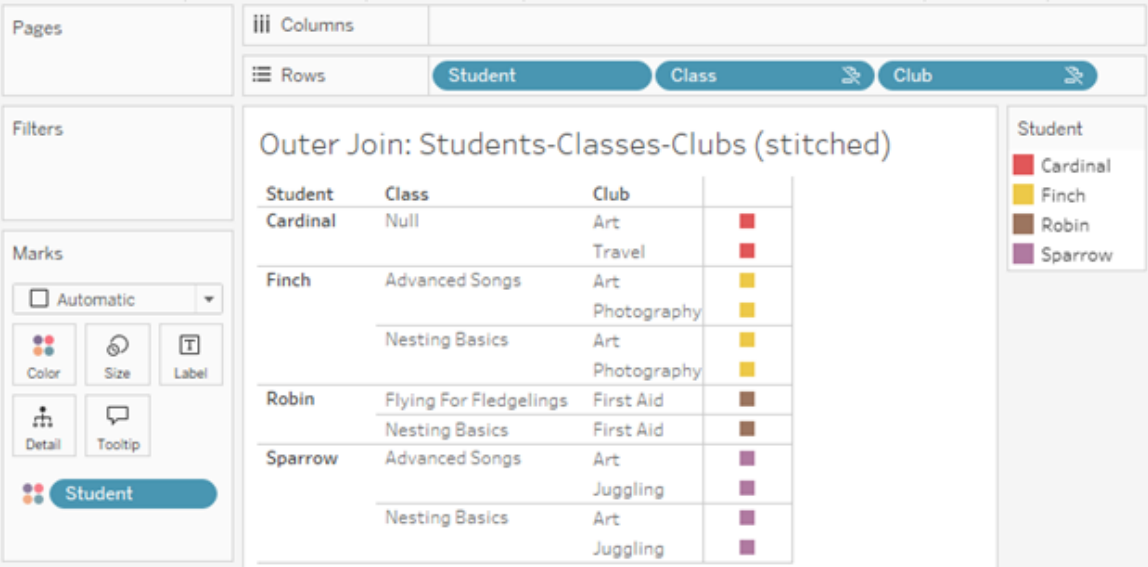 Pages
Columns
Rows Student Class Club
Filters
Outer Join: Students-Classes-Clubs (stitched)
Student Class Club
Cardinal Null Art
Travel
Finch Advanced Songs Art
Photography
Nesting Basics Art
Photography
Robin Flying For Fledgelings First Aid
Nesting Basics First Aid
Sparrow Advanced Songs Art
Juggling
Nesting Basics Art
Juggling
Marks
Automatic
Color Size Label
Detail Tooltip
Student
Student
Cardinal
Finch
Robin
Sparrow